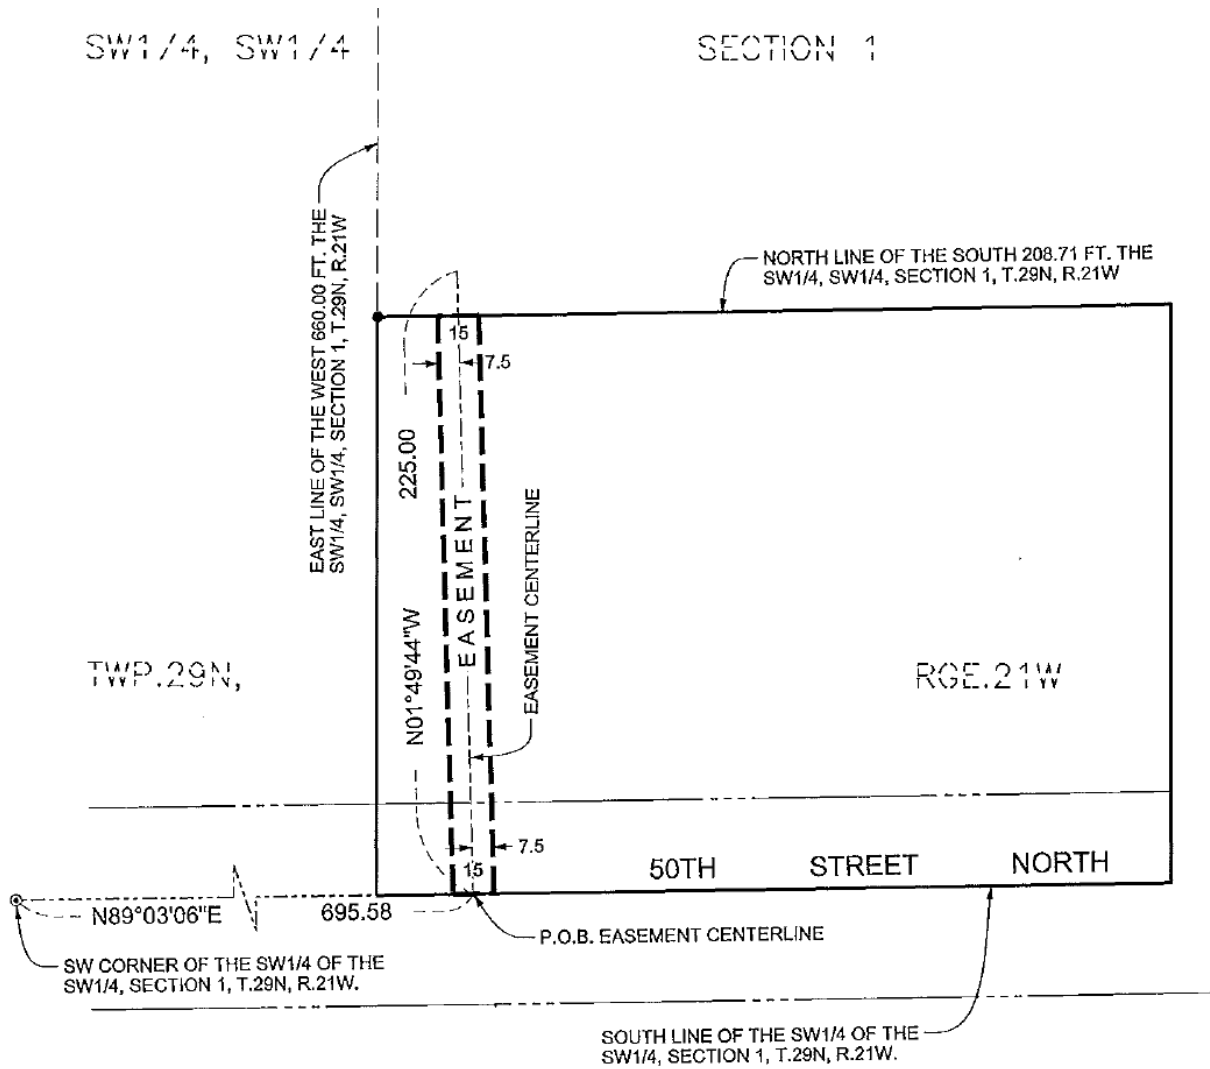 SW1/4, SW1/4
SECTION 1
EAST LINE OF THE WEST 660.00 FT. THE
SW1/4, SW1/4, SECTION 1, T.29N, R.21W
NORTH LINE OF THE SOUTH 208.71 FT. THE
SW1/4, SW1/4, SECTION 1, T.29N, R.21W
15
7.5
225.00
N01°49'44"W
EASEMENT
EASEMENT CENTERLINE
TWP.29N,
RGE.21W
7.5
15
50TH STREET NORTH
N89°03'06"E
695.58
P.O.B. EASEMENT CENTERLINE
SW CORNER OF THE SW1/4 OF THE
SW1/4, SECTION 1, T.29N, R.21W.
SOUTH LINE OF THE SW1/4 OF THE
SW1/4, SECTION 1, T.29N, R.21W.